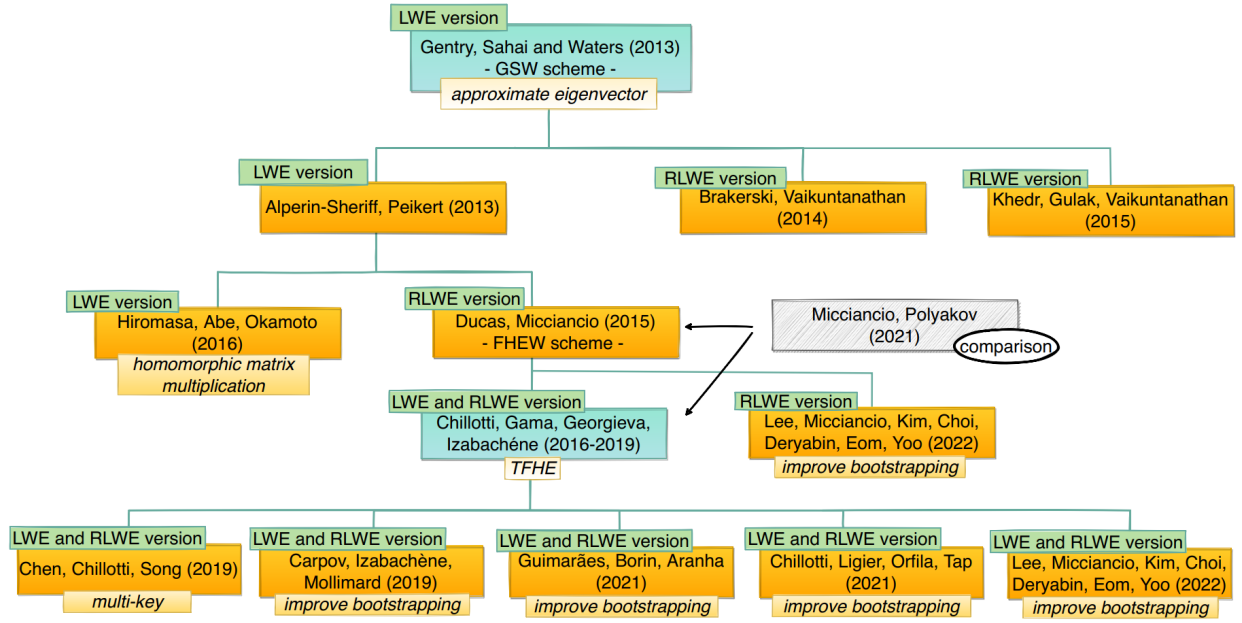 LWE version
Gentry, Sahai and Waters (2013)
- GSW scheme -
approximate eigenvector
LWE version
Alperin-Sheriff, Peikert (2013)
RLWE version
Brakerski, Vaikuntanathan
(2014)
RLWE version
Khedr, Gulak, Vaikuntanathan
(2015)
LWE version
Hiromasa, Abe, Okamoto
(2016)
homomorphic matrix
multiplication
RLWE version
Ducas, Micciancio (2015)
- FHEW scheme -
Micciancio, Polyakov
(2021)
comparison
LWE and RLWE version
Chillotti, Gama, Georgieva,
Izabachéne (2016-2019)
TFHE
RLWE version
Lee, Micciancio, Kim, Choi,
Deryabin, Eom, Yoo (2022)
improve bootstrapping
LWE and RLWE version
Chen, Chillotti, Song (2019)
multi-key
LWE and RLWE version
Carpov, Izabachène,
Mollimard (2019)
improve bootstrapping
LWE and RLWE version
Guimarães, Borin, Aranha
(2021)
improve bootstrapping
LWE and RLWE version
Chillotti, Ligier, Orfila, Tap
(2021)
improve bootstrapping
LWE and RLWE version
Lee, Micciancio, Kim, Choi,
Deryabin, Eom, Yoo (2022)
improve bootstrapping